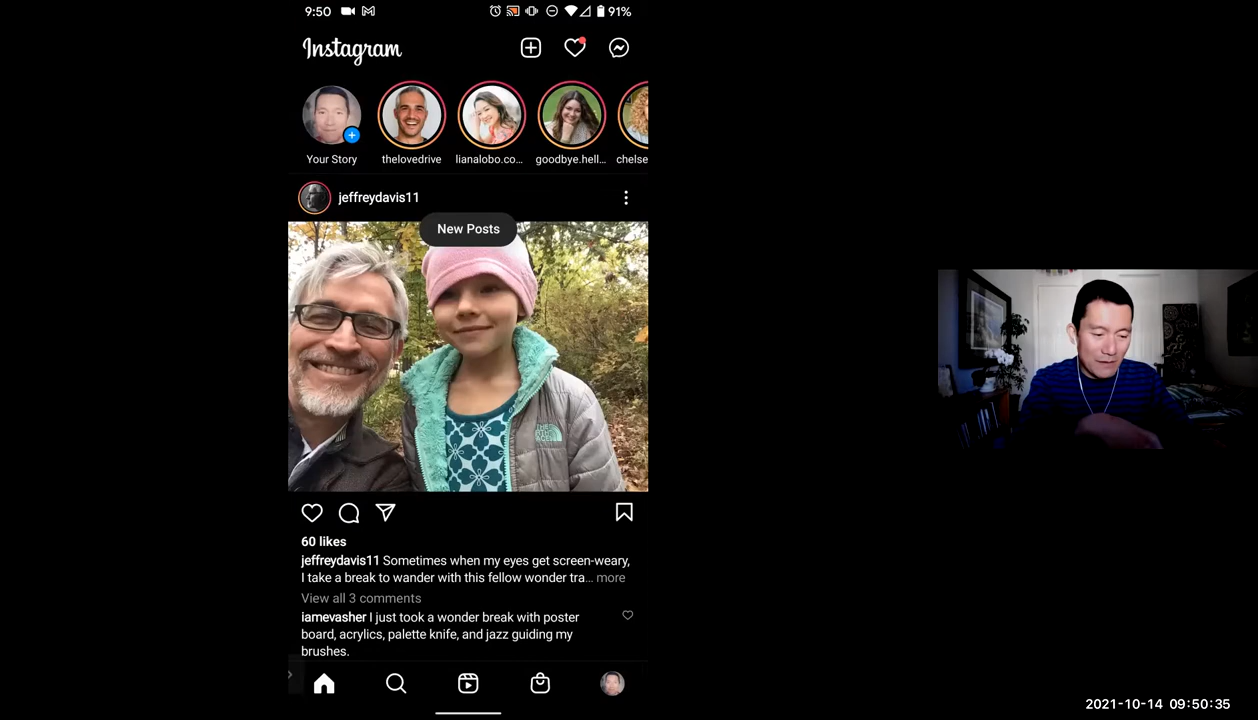 9:50
91%
Instagram
Your Story
thelovedrive
lianalobo.co...
goodbye.hell...
chelse
jeffreydavis11
New Posts
THE
NORTH
FACE
60 likes
jeffreydavis11 Sometimes when my eyes get screen-weary,
I take a break to wander with this fellow wonder tra... more
View all 3 comments
iamevasher I just took a wonder break with poster
board, acrylics, palette knife, and jazz guiding my
brushes.
2021-10-14 09:50:35